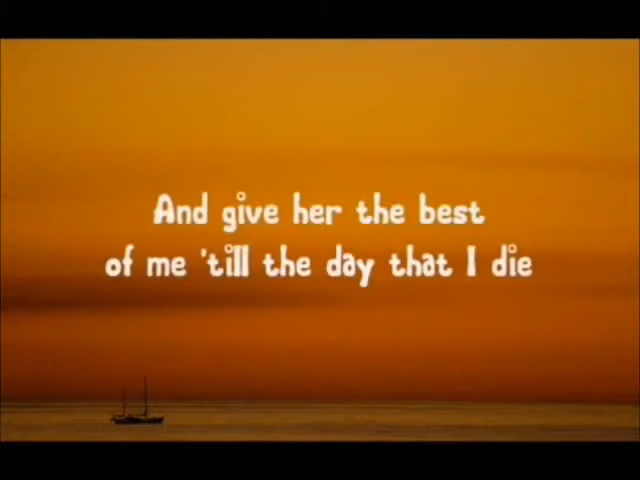 And give her the best
of me 'till the day that I die